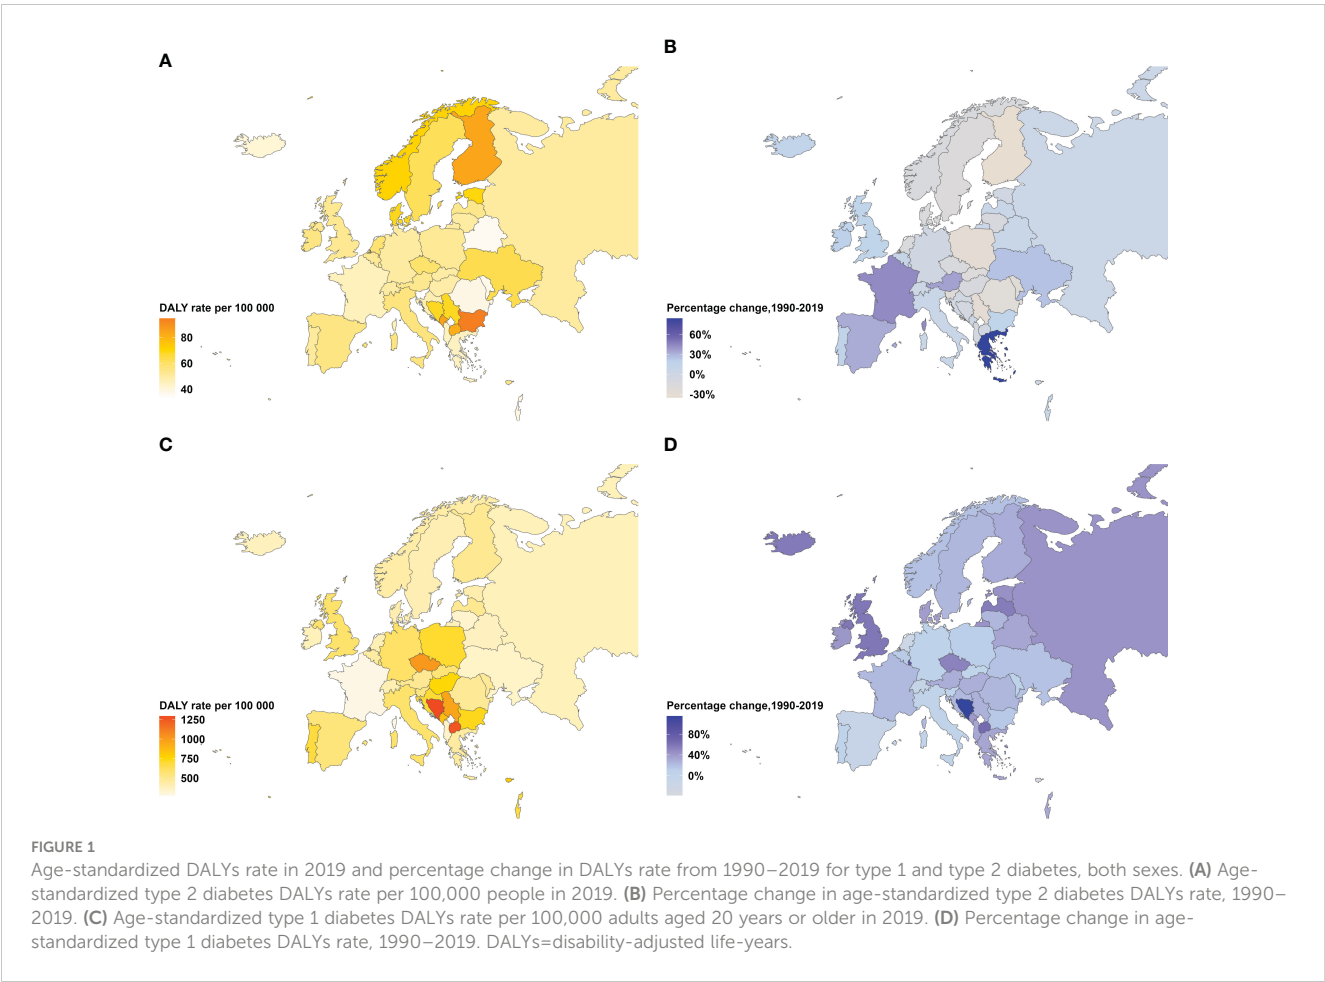 A
B
DALY rate per 100 000
80
60
40
Percentage change,1990-2019
60%
30%
0%
-30%
C
D
DALY rate per 100 000
1250
1000
750
500
Percentage change,1990-2019
80%
40%
0%
FIGURE 1
Age-standardized DALYs rate in 2019 and percentage change in DALYs rate from 1990–2019 for type 1 and type 2 diabetes, both sexes. (A) Age-
standardized type 2 diabetes DALYs rate per 100,000 people in 2019. (B) Percentage change in age-standardized type 2 diabetes DALYs rate, 1990–
2019. (C) Age-standardized type 1 diabetes DALYs rate per 100,000 adults aged 20 years or older in 2019. (D) Percentage change in age-
standardized type 1 diabetes DALYs rate, 1990–2019. DALYs=disability-adjusted life-years.